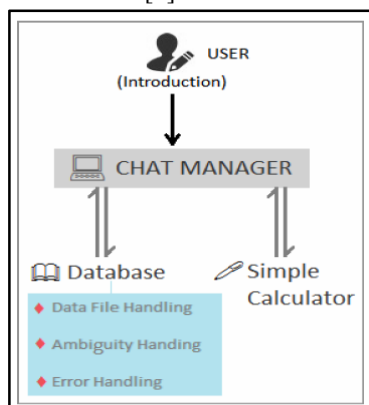 USER
(Introduction)
CHAT MANAGER
Database
Data File Handling
Ambiguity Handing
Error Handling
Simple
Calculator